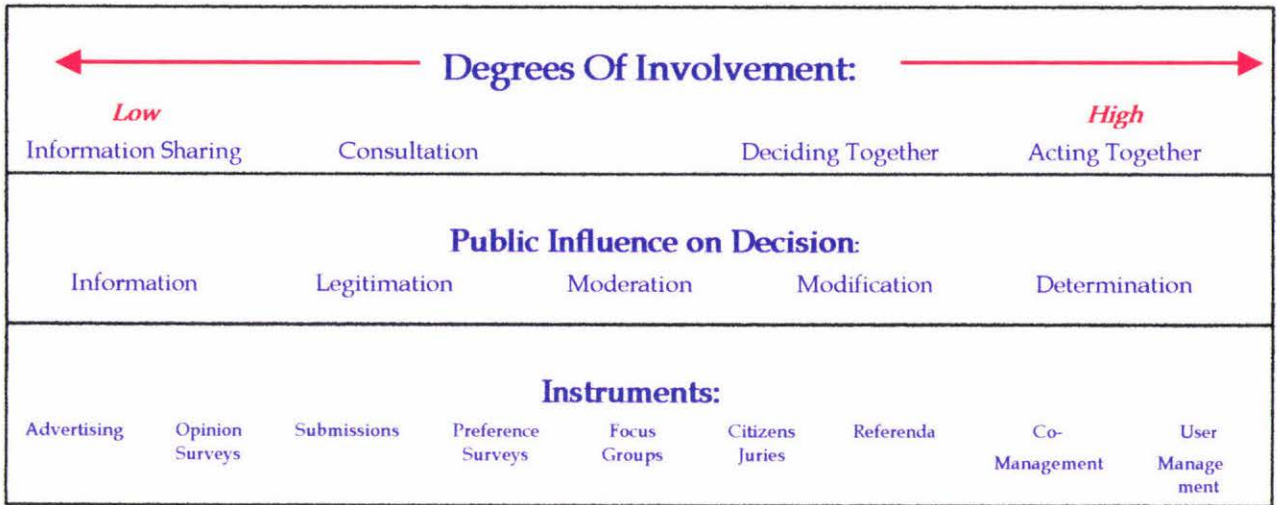 Degrees Of Involvement:
Low High
Information Sharing Consultation Deciding Together Acting Together
Public Influence on Decision:
Information Legitimation Moderation Modification Determination
Instruments:
Advertising Opinion Submissions Preference Focus Citizens Referenda Co- User
Surveys Surveys Groups Juries Management Manage
ment